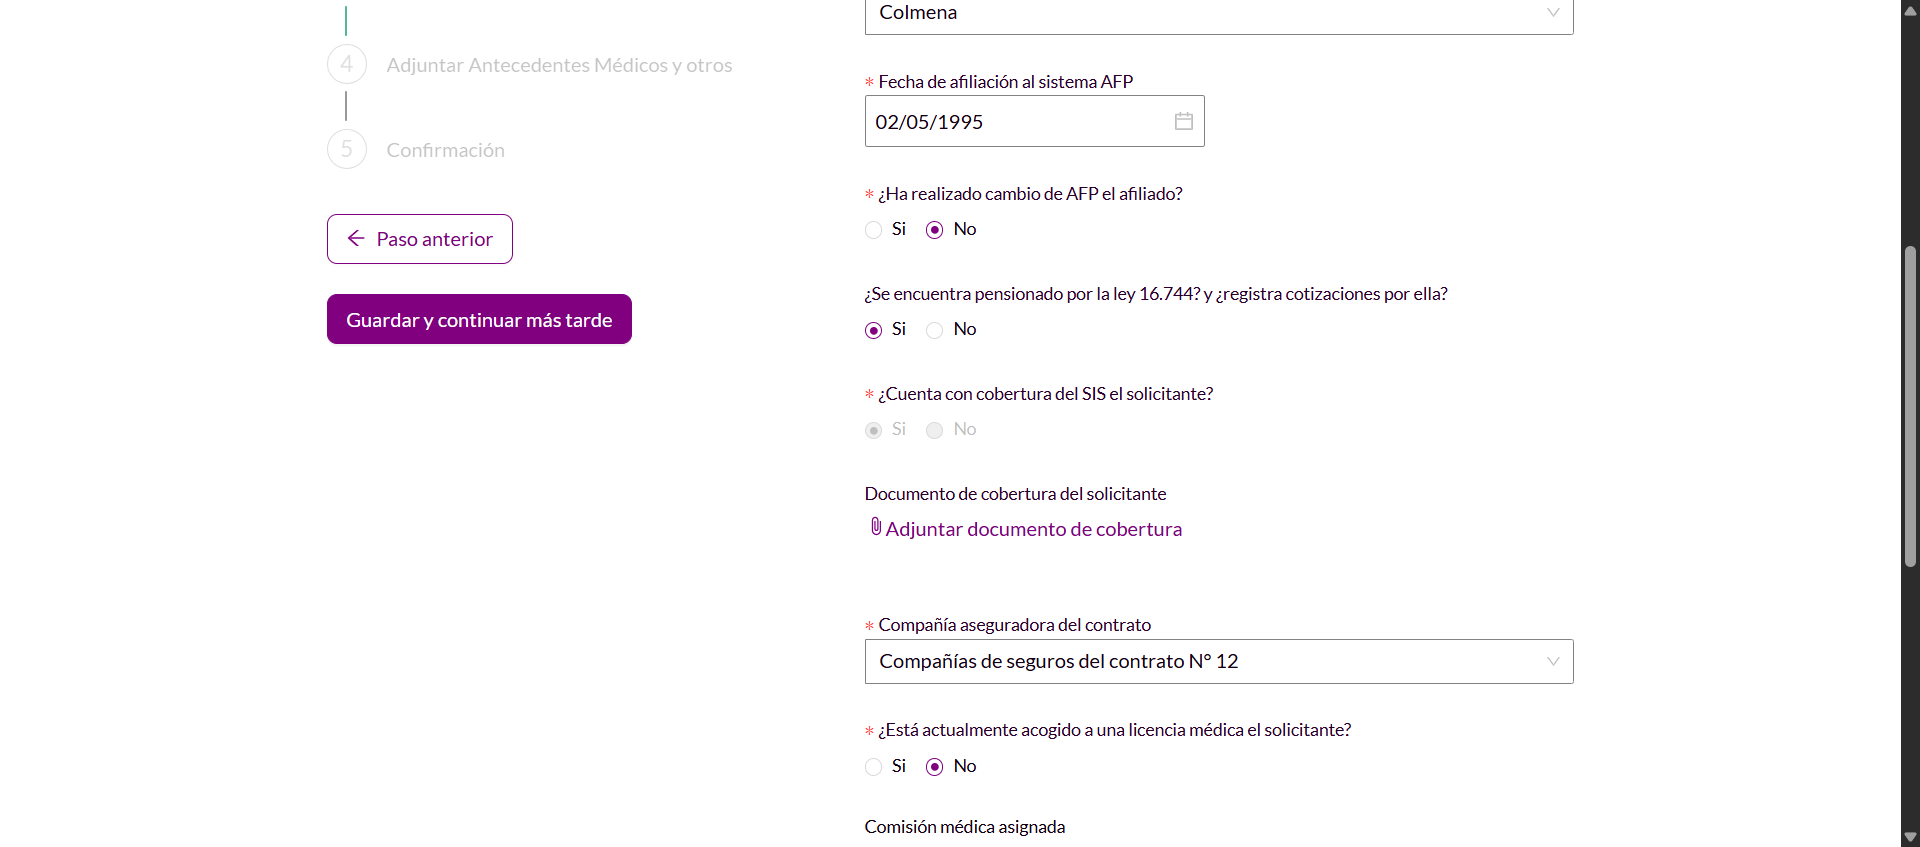 4 Adjuntar Antecedentes Médicos y otros
5 Confirmación
Paso anterior
Guardar y continuar más tarde
Colmena
* Fecha de afiliación al sistema AFP
02/05/1995
* ¿Ha realizado cambio de AFP el afiliado?
Si No
¿Se encuentra pensionado por la ley 16.744? y ¿registra cotizaciones por ella?
Si No
* ¿Cuenta con cobertura del SIS el solicitante?
Si No
Documento de cobertura del solicitante
Adjuntar documento de cobertura
* Compañía aseguradora del contrato
Compañías de seguros del contrato N° 12
* ¿Está actualmente acogido a una licencia médica el solicitante?
Si No
Comisión médica asignada